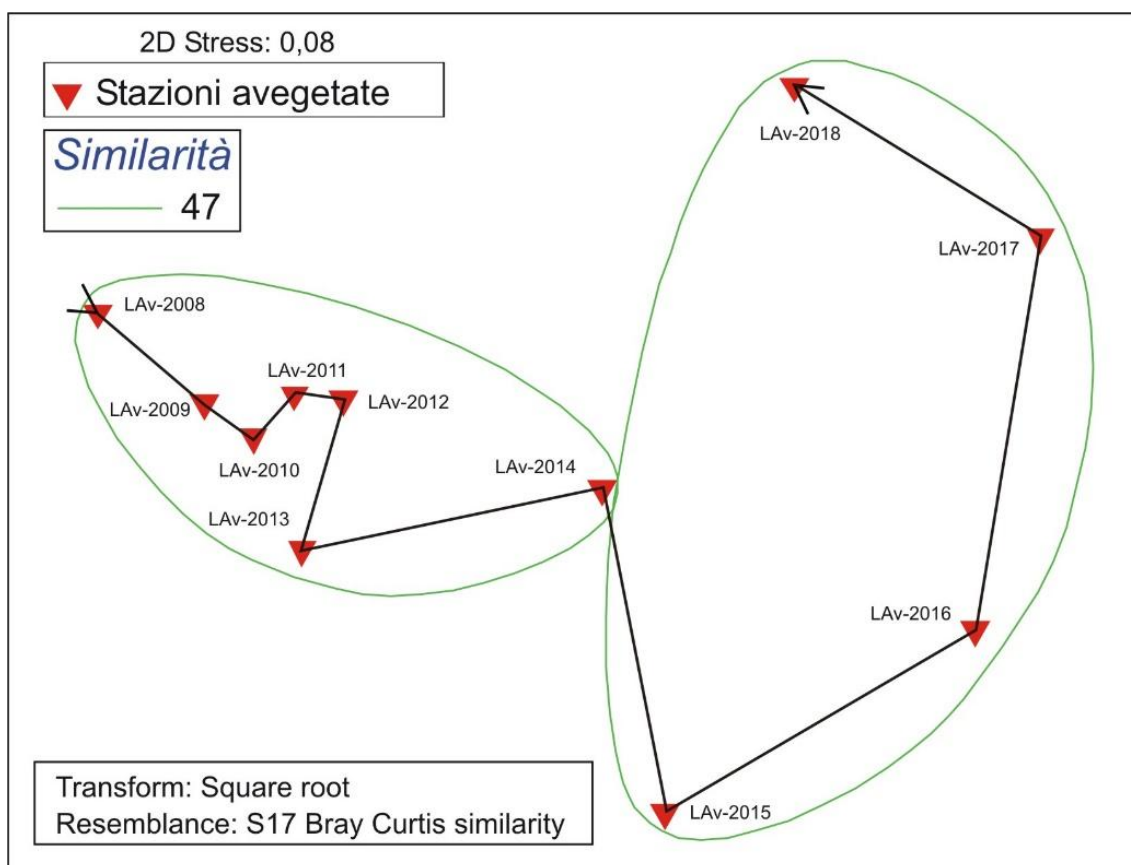 2D Stress: 0,08
Stazioni avegetate
Similarità
47
LAv-2018
LAv-2017
LAv-2008
LAv-2011
LAv-2009
LAv-2012
LAv-2010
LAv-2014
LAv-2013
LAv-2016
LAv-2015
Transform: Square root
Resemblance: S17 Bray Curtis similarity